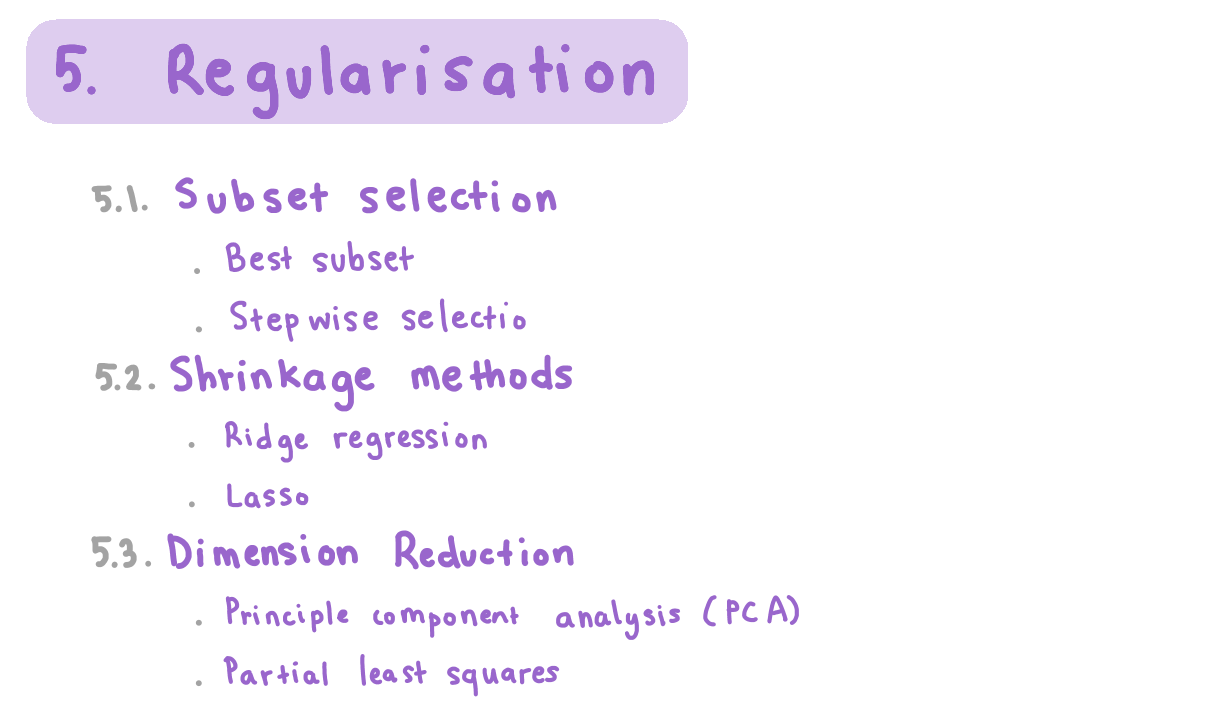 5. Regularisation
5.1. Subset selection
. Best subset
. Stepwise selectio
5.2. Shrinkage methods
. Ridge regression
. Lasso
5.3. Dimension Reduction
. Principle component analysis (PCA)
. Partial least squares